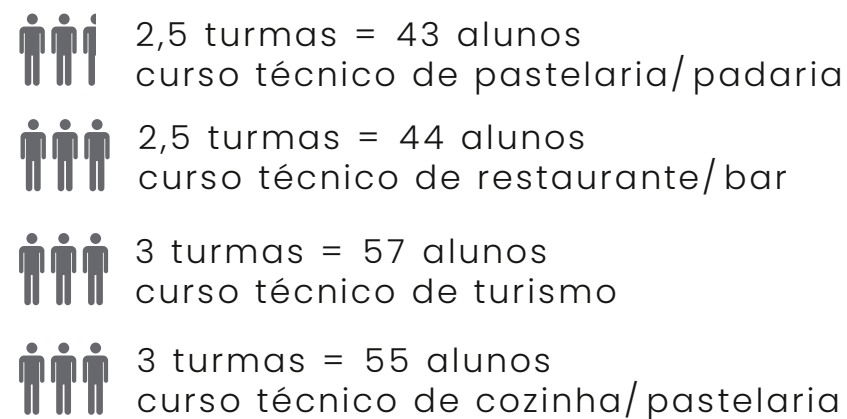 2,5 turmas = 43 alunos
curso técnico de pastelaria/padaria
2,5 turmas = 44 alunos
curso técnico de restaurante/bar
3 turmas = 57 alunos
curso técnico de turismo
3 turmas = 55 alunos
curso técnico de cozinha/pastelaria